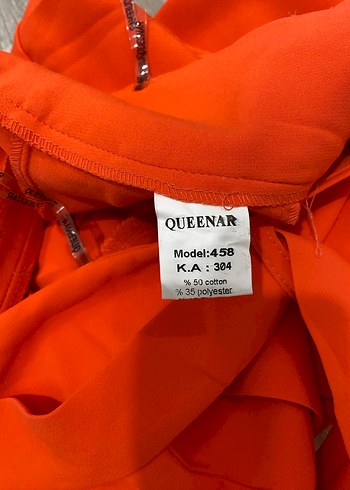 QUEENAR
Model:458
K.A : 304
% 50 cotton
% 35 polyester